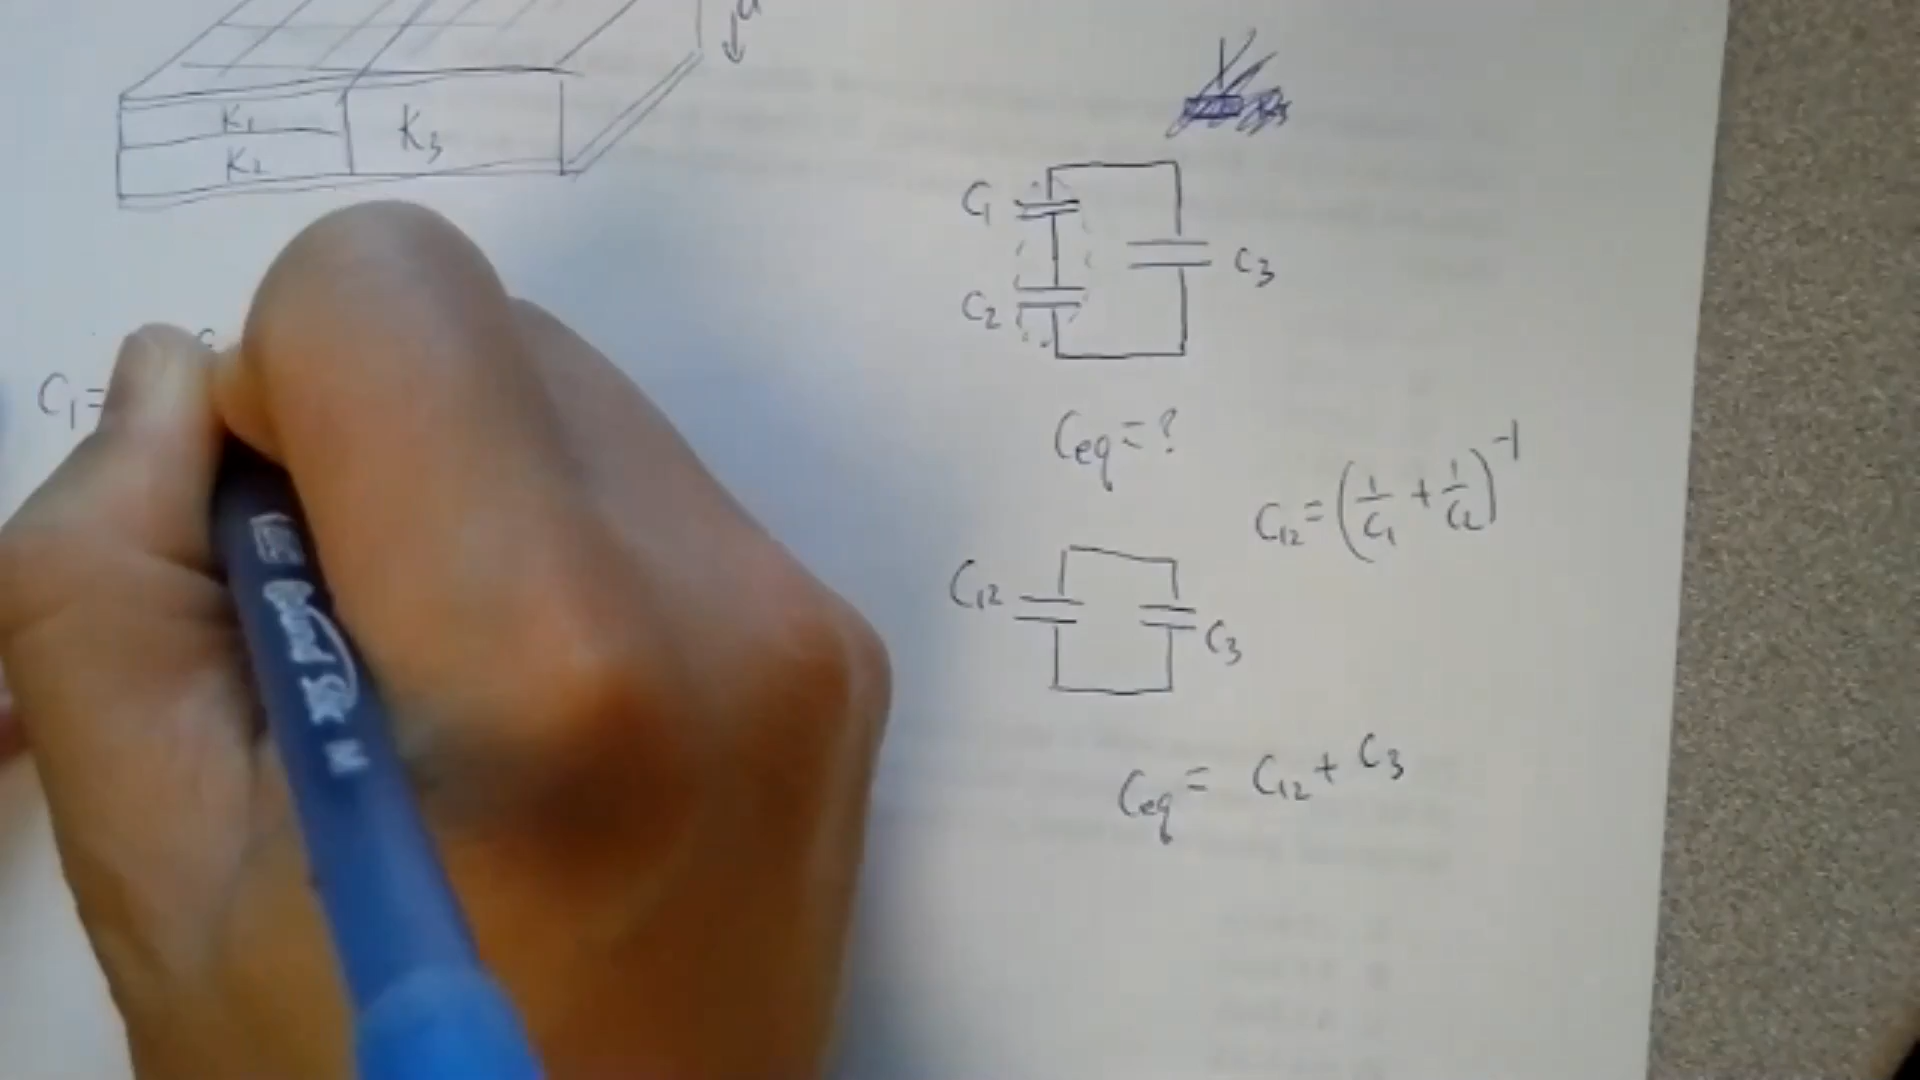 d
K₁
K₂
K₃
C₁
C₂
C₃
Ceq = ?
C₁₂ = (1/C₁ + 1/C₂)⁻¹
C₁₂
C₃
Ceq = C₁₂ + C₃
C₁ =